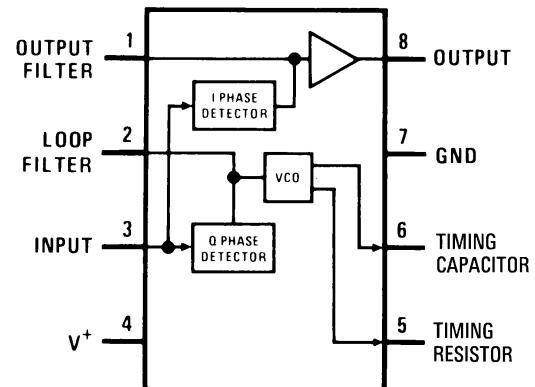 1
OUTPUT
FILTER
8
OUTPUT
I PHASE
DETECTOR
2
LOOP
FILTER
7
GND
VCO
3
INPUT
Q PHASE
DETECTOR
6
TIMING
CAPACITOR
4
V+
5
TIMING
RESISTOR